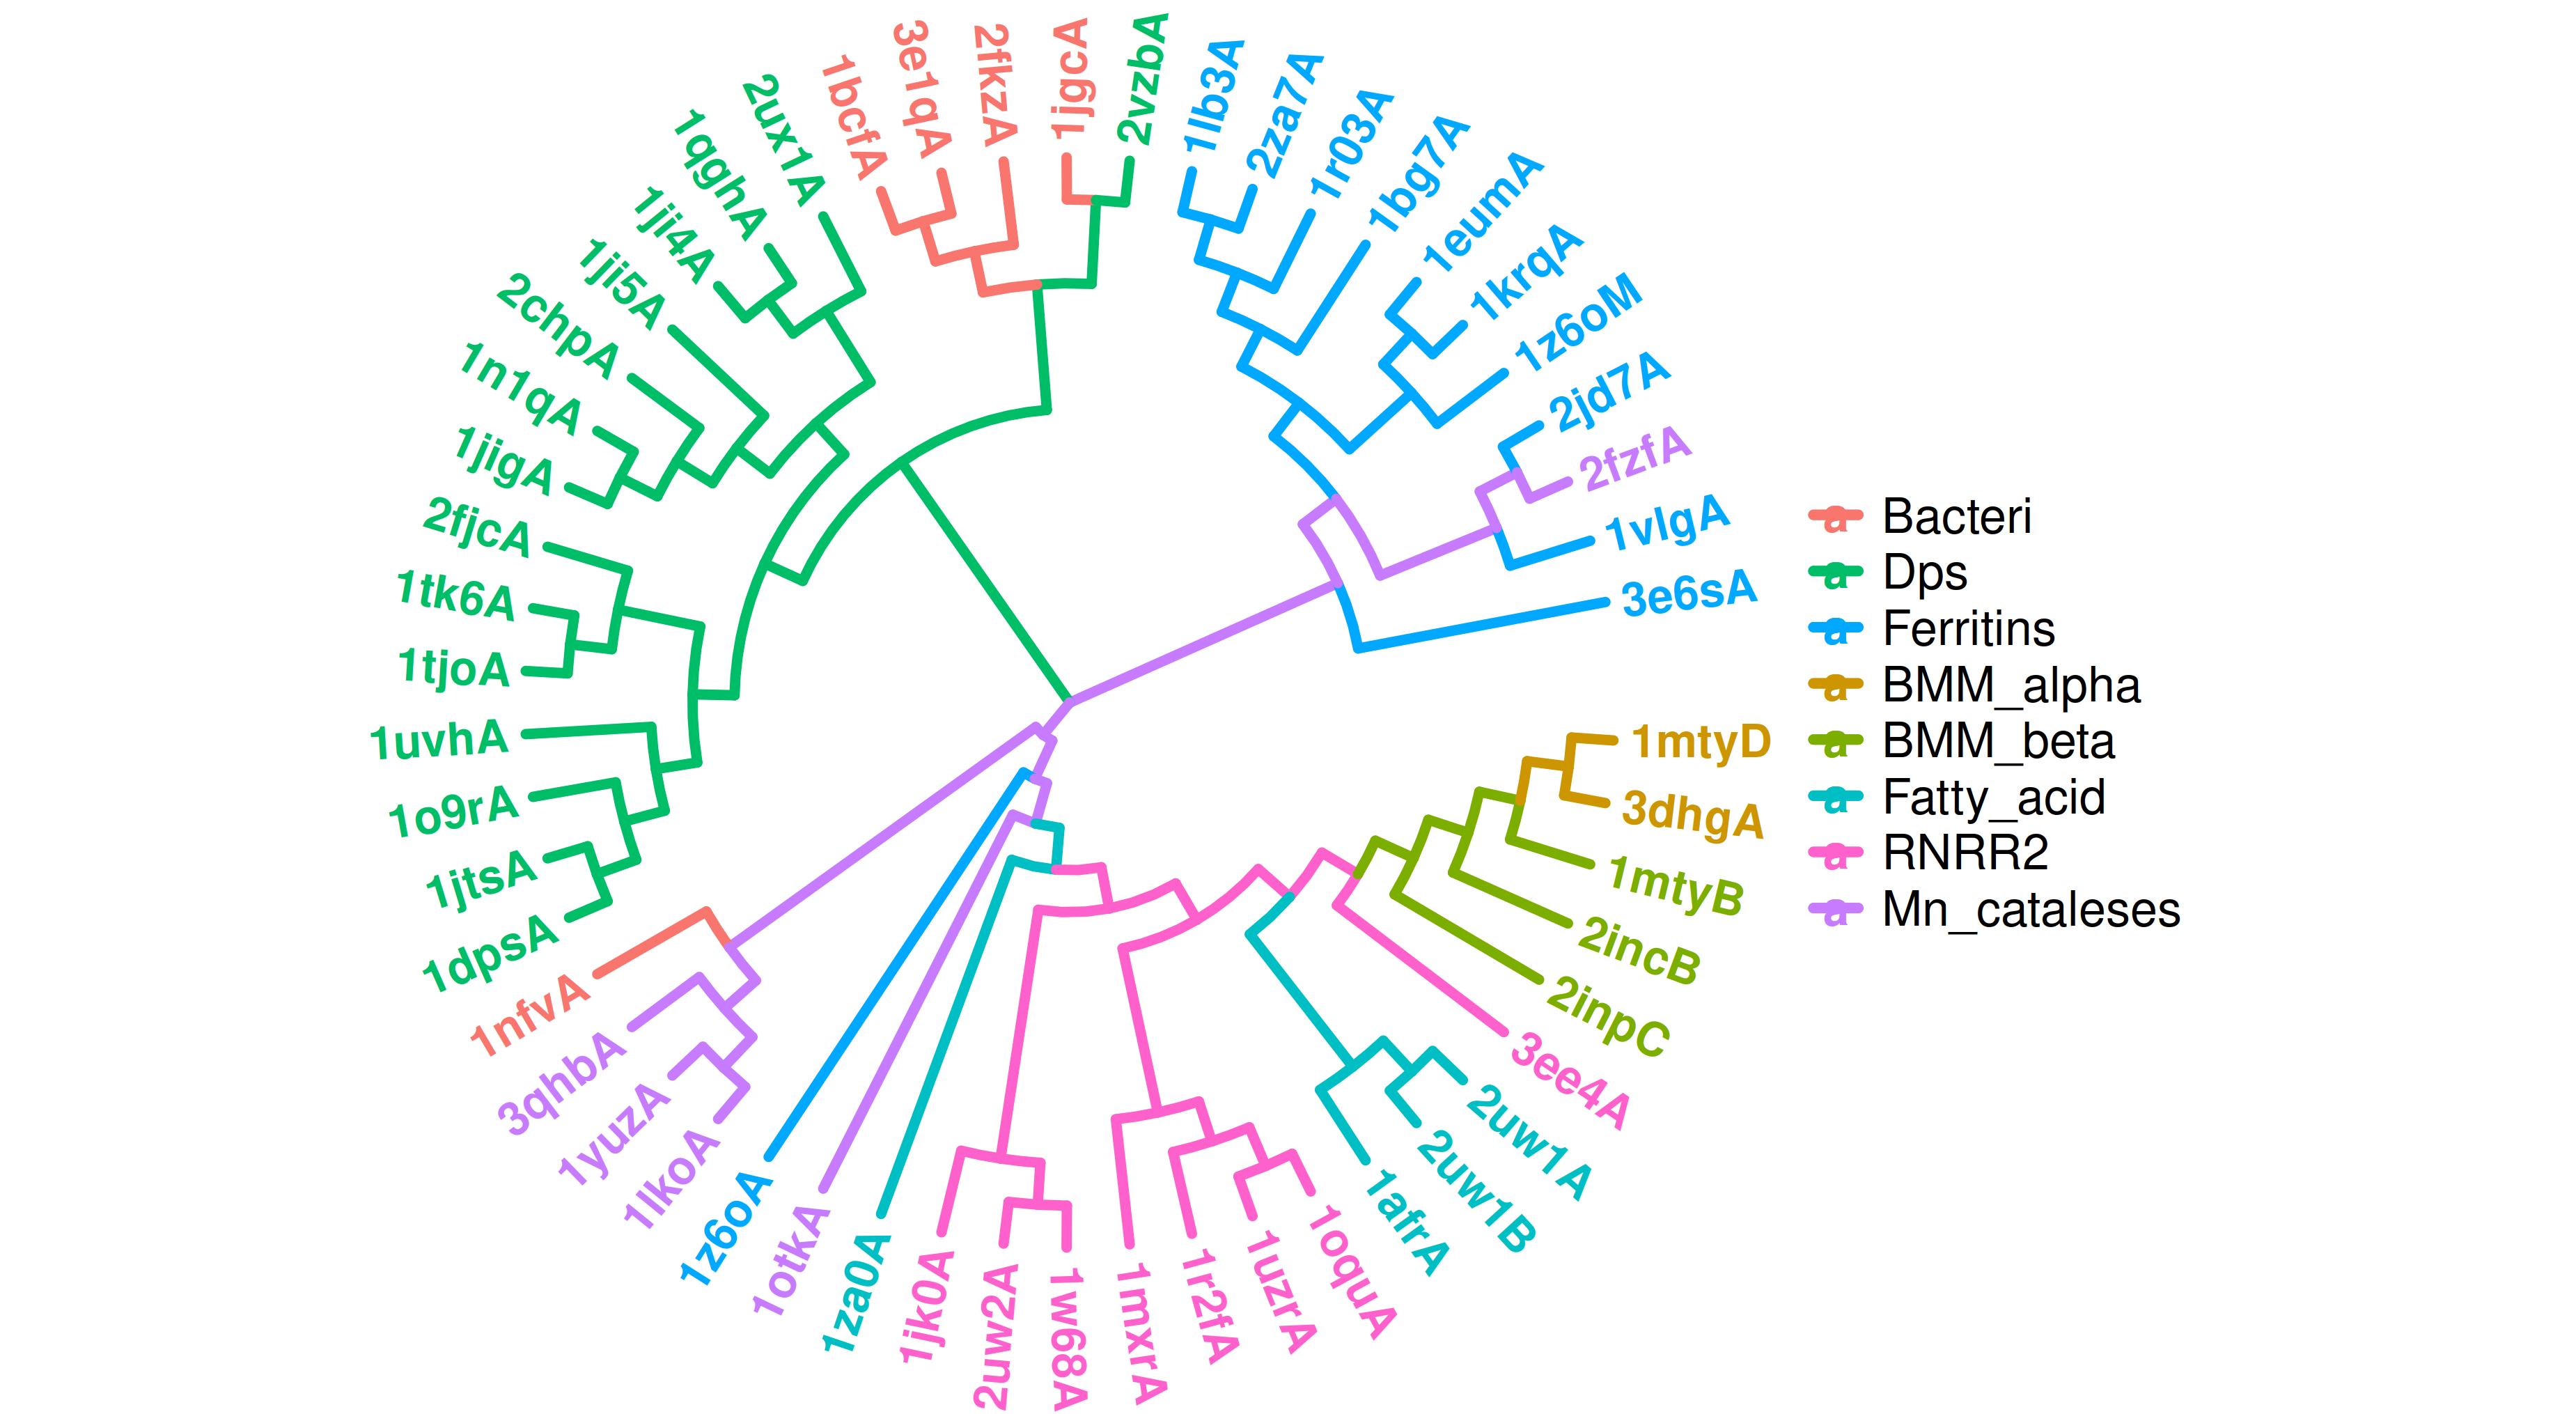 1bcfA
3e1qA
2fkzA
1jgcA
2vzbA
1lb3A
2za7A
1r03A
1bg7A
1eumA
1krqA
1z6oM
2jd7A
2fzfA
1vlgA
3e6sA
1mtyD
3dhgA
1mtyB
2incB
2inpC
3ee4A
2uw1A
2uw1B
1afrA
1oquA
1uzrA
1r2fA
1mxrA
1w68A
2uw2A
1jk0A
1za0A
1otkA
1z6oA
1lkoA
1yuzA
3qhbA
1nfvA
1dpsA
1jtsA
1o9rA
1uvhA
1tjoA
1tk6A
2fjcA
1jigA
1n1qA
2chpA
1ji5A
1ji4A
1qghA
2ux1A
a Bacteri
a Dps
a Ferritins
a BMM_alpha
a BMM_beta
a Fatty_acid
a RNRR2
a Mn_cataleses